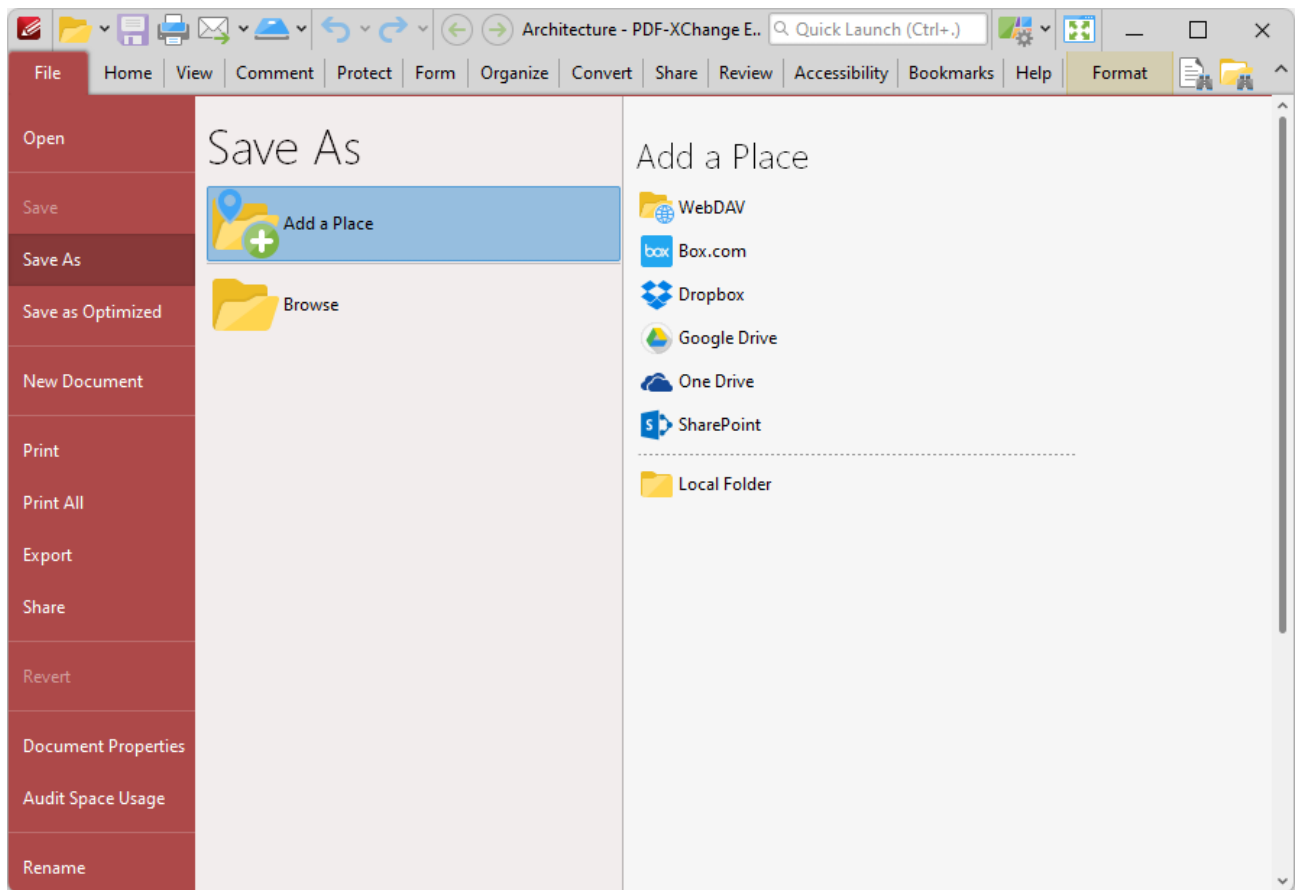 Architecture - PDF-XChange E..
Quick Launch (Ctrl+.)
File Home View Comment Protect Form Organize Convert Share Review Accessibility Bookmarks Help Format
Open
Save
Save As
Save as Optimized
New Document
Print
Print All
Export
Share
Revert
Document Properties
Audit Space Usage
Rename
Save As
Add a Place
Browse
Add a Place
WebDAV
box Box.com
Dropbox
Google Drive
One Drive
S SharePoint
Local Folder